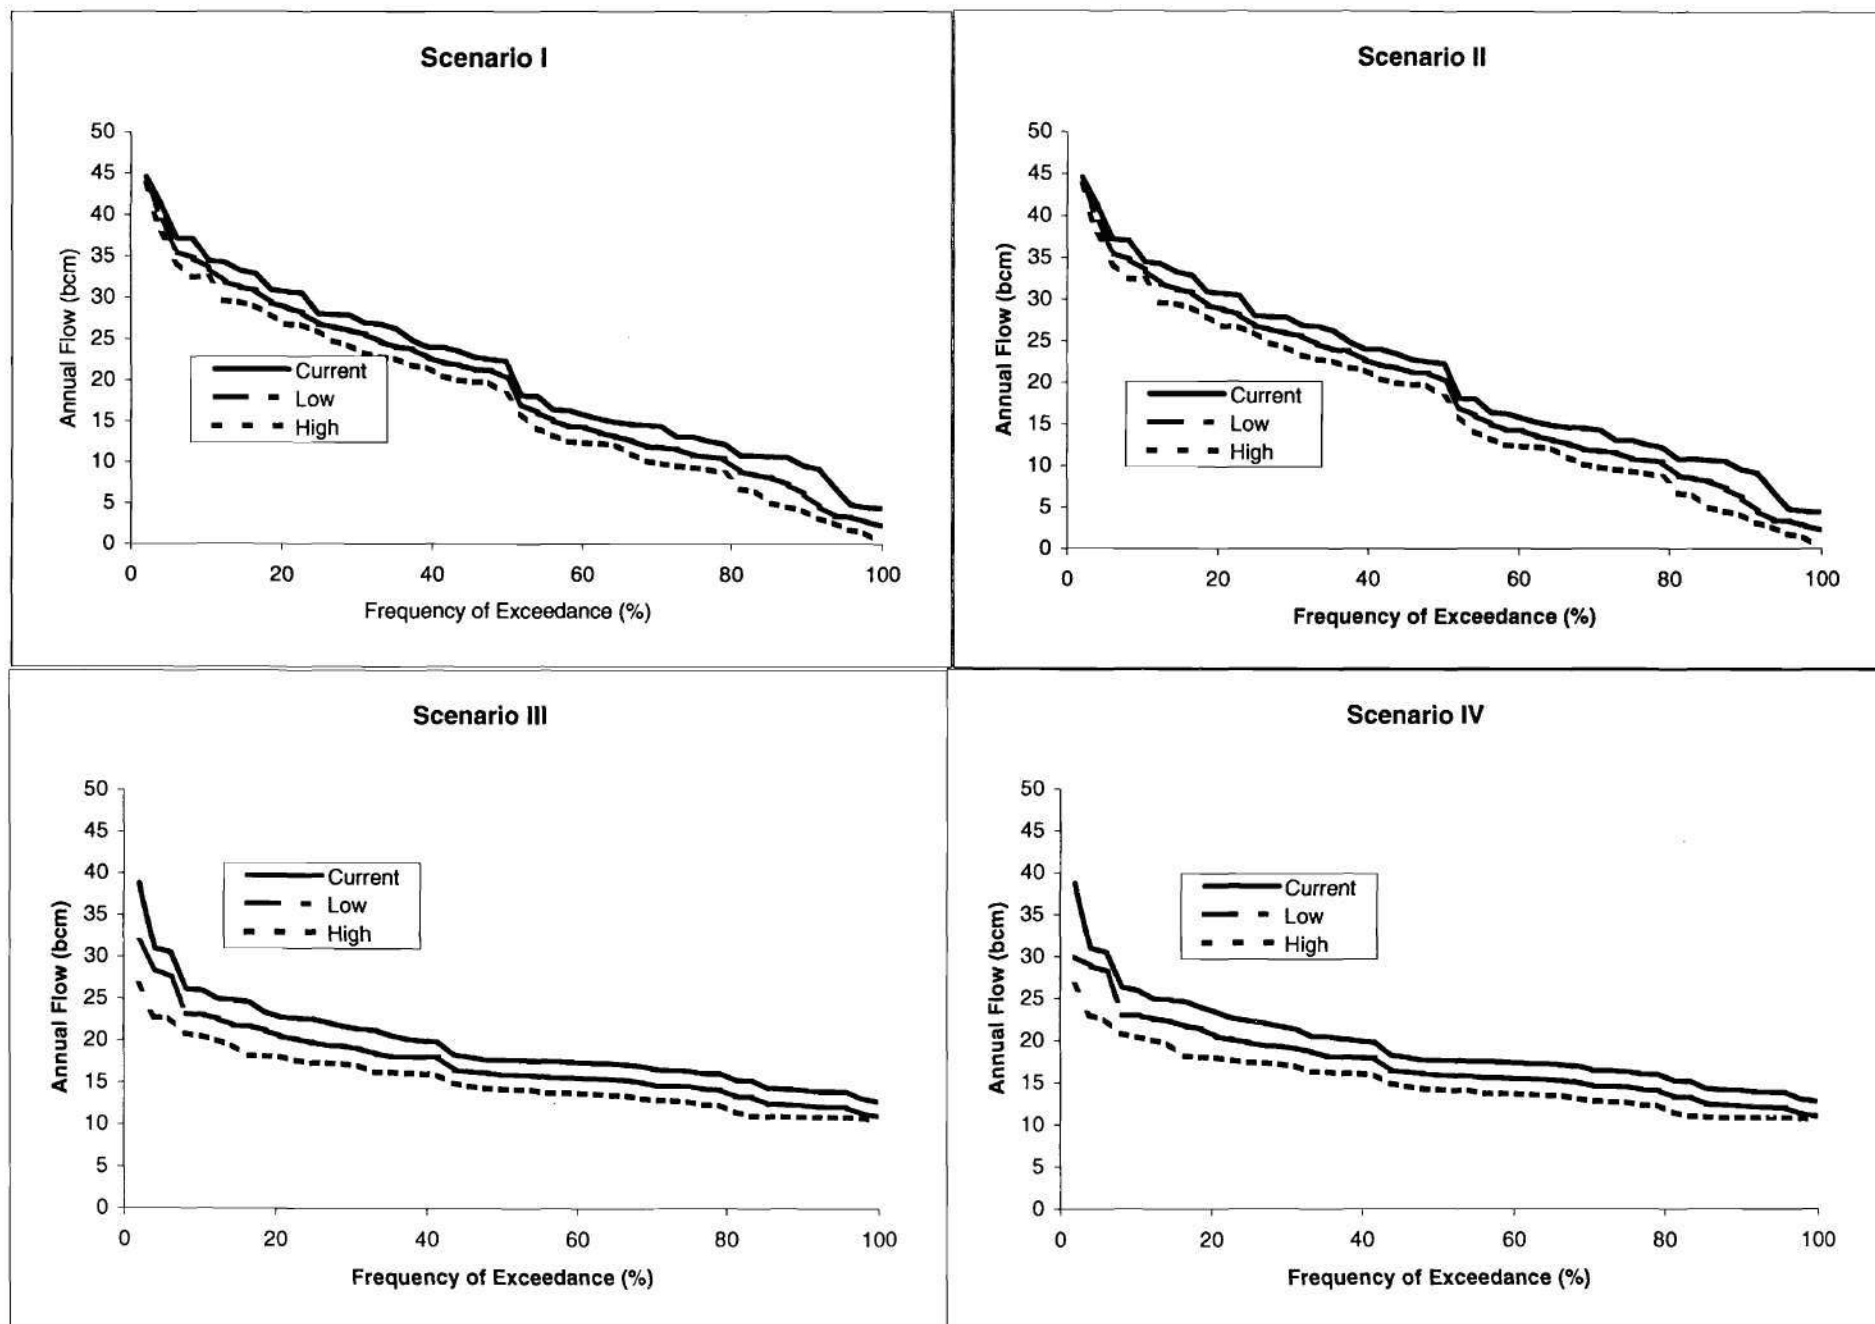 Scenario I
50
45
40
35
30
25
20
15
10
5
0
Annual Flow (bcm)
Current
Low
High
0 20 40 60 80 100
Frequency of Exceedance (%)
Scenario II
50
45
40
35
30
25
20
15
10
5
0
Annual Flow (bcm)
Current
Low
High
0 20 40 60 80 100
Frequency of Exceedance (%)
Scenario III
50
45
40
35
30
25
20
15
10
5
0
Annual Flow (bcm)
Current
Low
High
0 20 40 60 80 100
Frequency of Exceedance (%)
Scenario IV
50
45
40
35
30
25
20
15
10
5
0
Annual Flow (bcm)
Current
Low
High
0 20 40 60 80 100
Frequency of Exceedance (%)